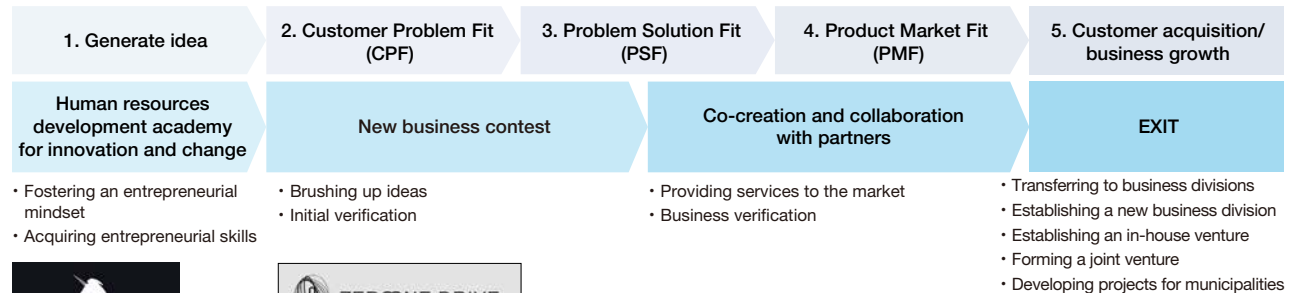 1. Generate idea
2. Customer Problem Fit
(CPF)
3. Problem Solution Fit
(PSF)
4. Product Market Fit
(PMF)
5. Customer acquisition/
business growth
Human resources
development academy
for innovation and change
New business contest
Co-creation and collaboration
with partners
EXIT
・Fostering an entrepreneurial
mindset
・Acquiring entrepreneurial skills
・Brushing up ideas
・Initial verification
・Providing services to the market
・Business verification
・Transferring to business divisions
・Establishing a new business division
・Establishing an in-house venture
・Forming a joint venture
・Developing projects for municipalities